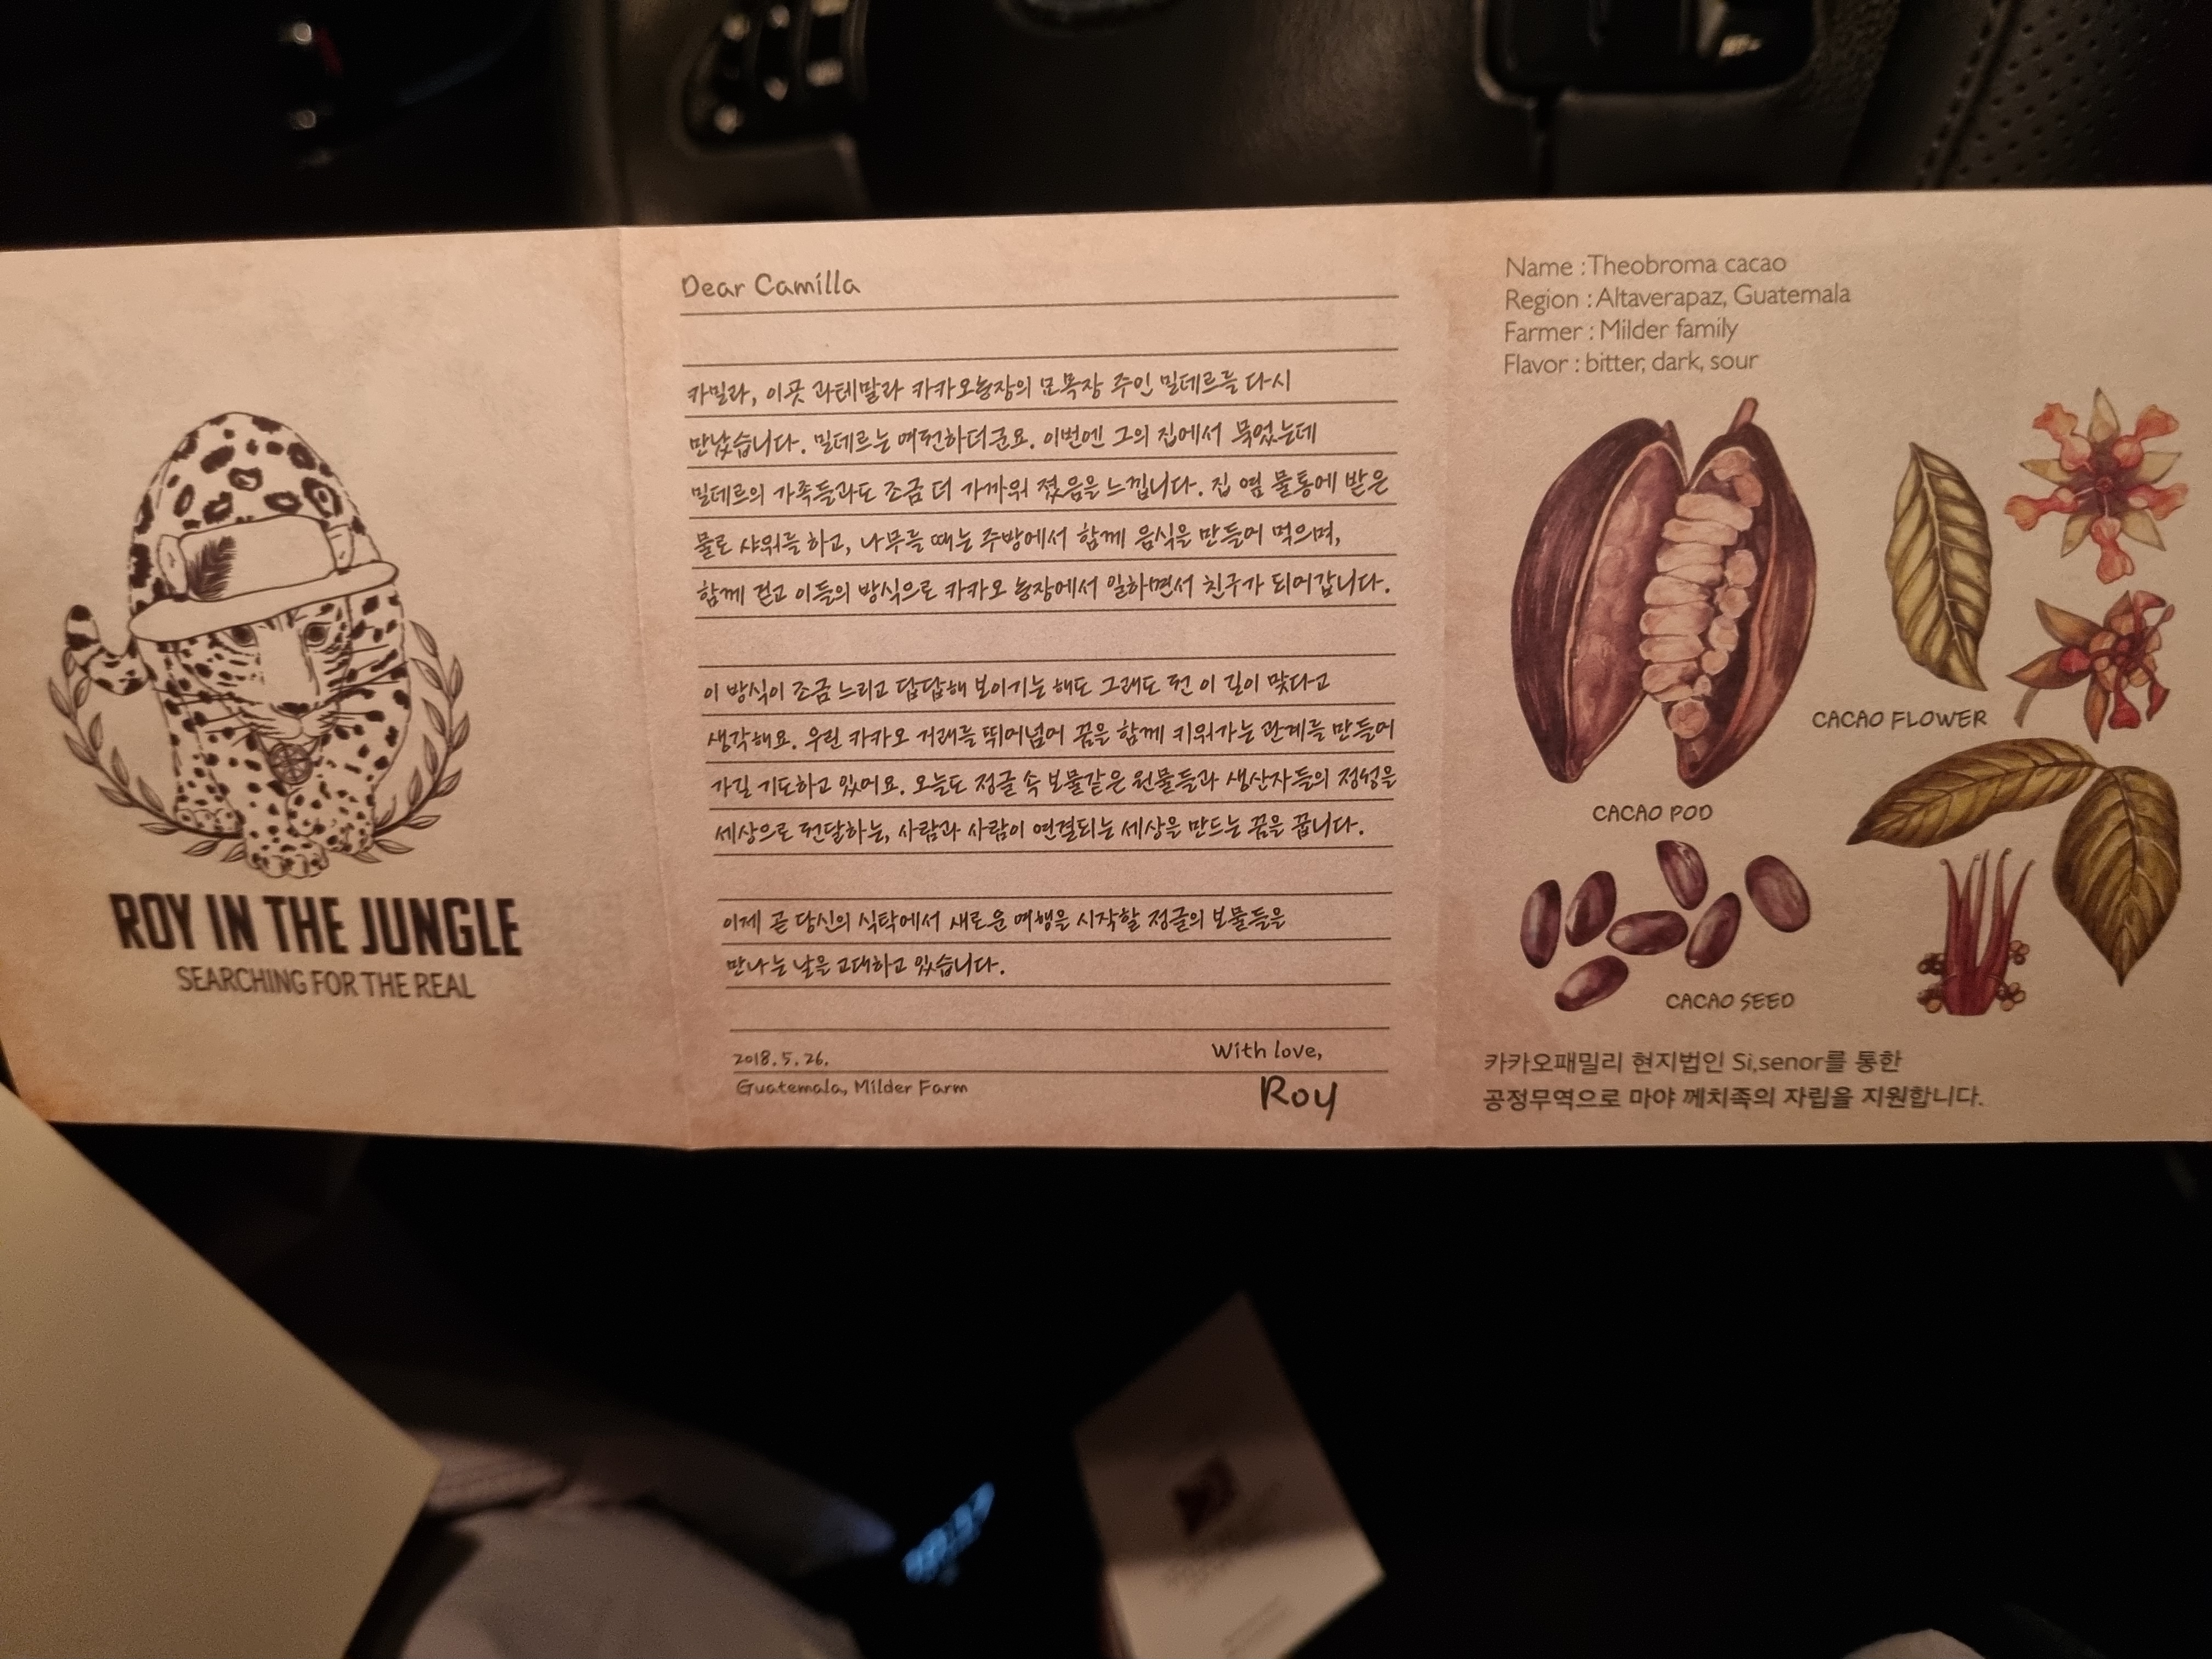 ROY IN THE JUNGLE
SEARCHING FOR THE REAL
Dear Camilla
카밀라, 이곳 과테말라 카카오농장의 묘목장 주인 밀데르를 다시
만났습니다. 밀데르는 여전하더군요. 이번엔 그의 집에서 묵었는데
밀데르의 가족들과도 조금 더 가까워 졌음을 느낍니다. 집 옆 물통에 받은
물로 샤워를 하고, 나무를 때는 주방에서 함께 음식을 만들어 먹으며,
함께 걷고 이들의 방식으로 카카오 농장에서 일하면서 친구가 되어갑니다.
이 방식이 조금 느리고 답답해 보이기는 해도 그래도 전 이 길이 맞다고
생각해요. 우린 카카오 거래를 뛰어넘어 꿈을 함께 키워가는 관계를 만들어
가길 기도하고 있어요. 오늘도 정글 속 보물같은 원물들과 생산자들의 정성을
세상으로 전달하는, 사람과 사람이 연결되는 세상을 만드는 꿈을 꿉니다.
이제 곧 당신의 식탁에서 새로운 여행을 시작할 정글의 보물들을
만나는 날을 고대하고 있습니다.
2018. 5. 26.
Guatemala, Milder Farm
With love,
Roy
Name : Theobroma cacao
Region : Altaverapaz, Guatemala
Farmer : Milder family
Flavor : bitter, dark, sour
CACAO FLOWER
CACAO POD
CACAO SEED
카카오패밀리 현지법인 Si,senor를 통한
공정무역으로 마야 께치족의 자립을 지원합니다.